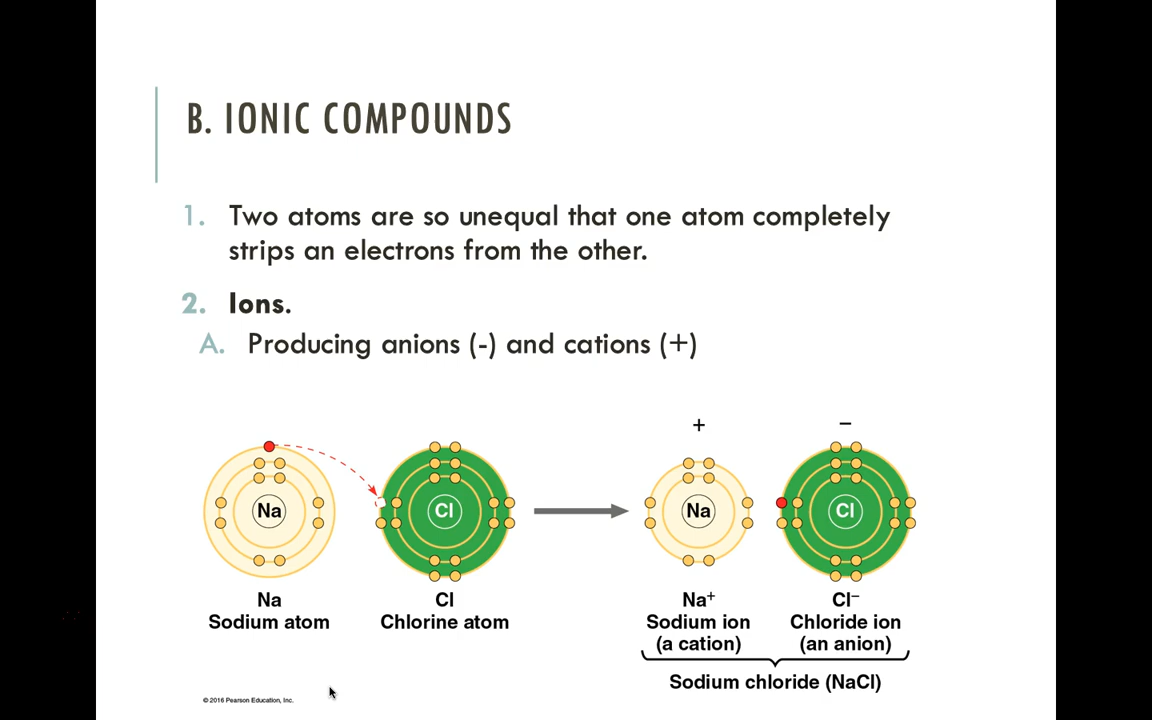 B. IONIC COMPOUNDS
1. Two atoms are so unequal that one atom completely
strips an electrons from the other.
2. Ions.
A. Producing anions (-) and cations (+)
+ −
Na Cl Na Cl
Na Cl Na⁺ Cl⁻
Sodium atom Chlorine atom Sodium ion Chloride ion
(a cation) (an anion)
Sodium chloride (NaCl)
© 2016 Pearson Education, Inc.